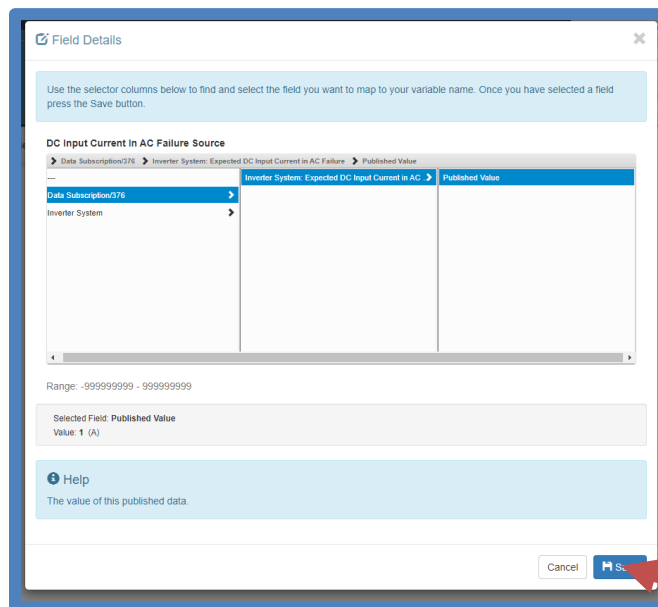 Field Details
Use the selector columns below to find and select the field you want to map to your variable name. Once you have selected a field
press the Save button.
DC Input Current In AC Failure Source
Data Subscription/376 Inverter System: Expected DC Input Current in AC Failure Published Value
---
Inverter System: Expected DC Input Current in AC ..
Published Value
Data Subscription/376
Inverter System
Range: -999999999 - 999999999
Selected Field: Published Value
Value: 1 (A)
Help
The value of this published data.
Cancel